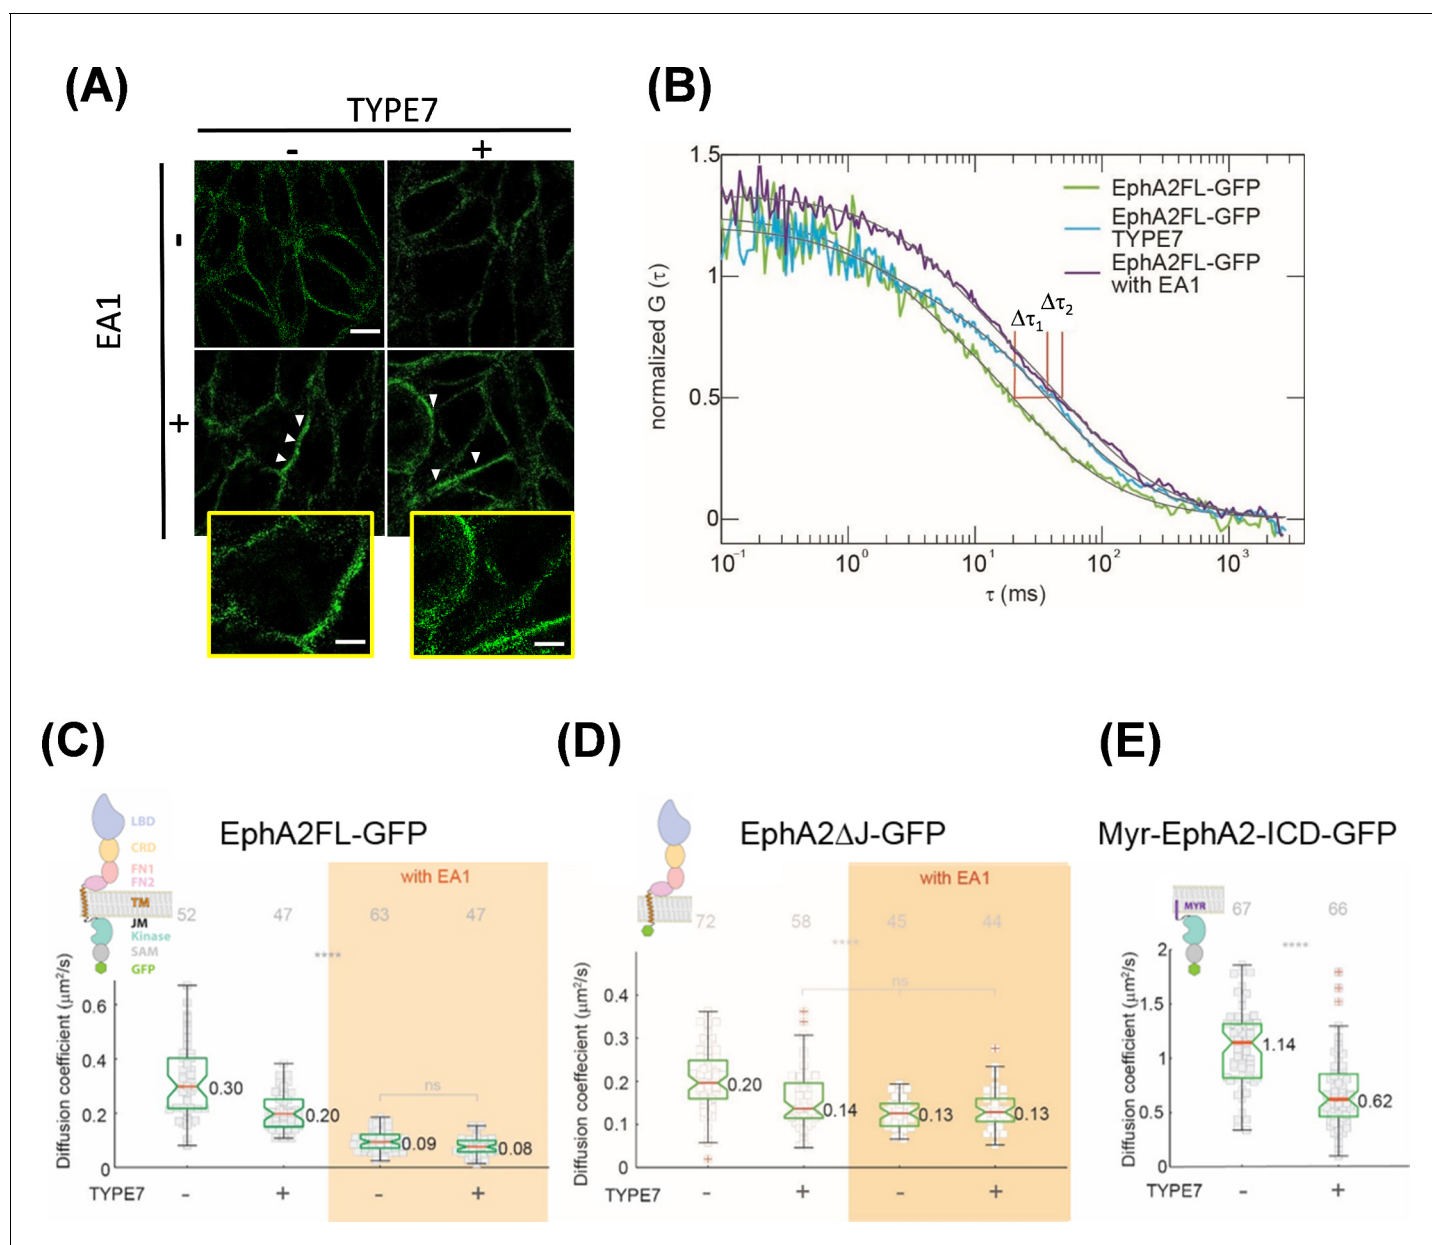 (A)
TYPE7
- +
EA1
-
+
(B)
normalized G (τ)
1.5
1
0.5
0
10⁻¹ 10⁰ 10¹ 10² 10³
τ (ms)
EphA2FL-GFP
EphA2FL-GFP
TYPE7
EphA2FL-GFP
with EA1
Δτ₁
Δτ₂
(C)
EphA2FL-GFP
LBD
CRD
FN1
FN2
TM
JM
Kinase
SAM
GFP
with EA1
52 47 63 47
****
ns
Diffusion coefficient (μm²/s)
0.6
0.4
0.2
0
0.30
0.20
0.09
0.08
TYPE7 - + - +
(D)
EphA2ΔJ-GFP
with EA1
72 58 45 44
****
ns
Diffusion coefficient (μm²/s)
0.4
0.3
0.2
0.1
0
0.20
0.14
0.13
0.13
TYPE7 - + - +
(E)
Myr-EphA2-ICD-GFP
MYR
67 66
****
Diffusion coefficient (μm²/s)
2
1.5
1
0.5
0
1.14
0.62
TYPE7 - +